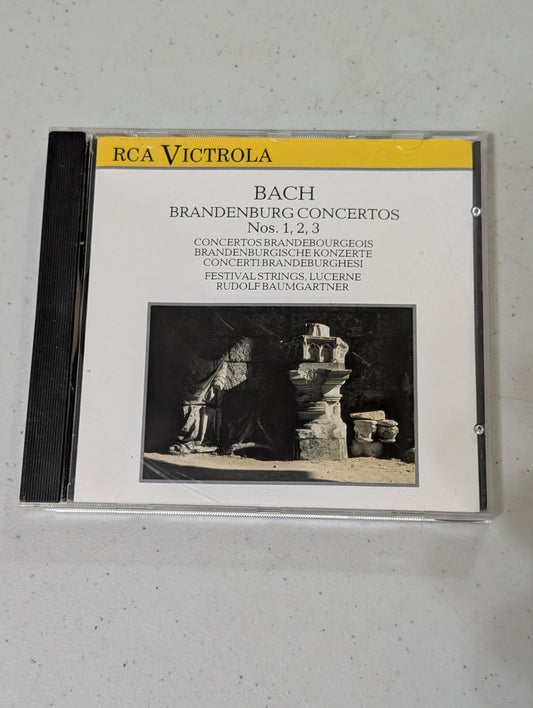 RCA VICTROLA
BACH
BRANDENBURG CONCERTOS
Nos. 1, 2, 3
CONCERTOS BRANDEBOURGEOIS
BRANDENBURGISCHE KONZERTE
CONCERTI BRANDEBURGHESI
FESTIVAL STRINGS, LUCERNE
RUDOLF BAUMGARTNER